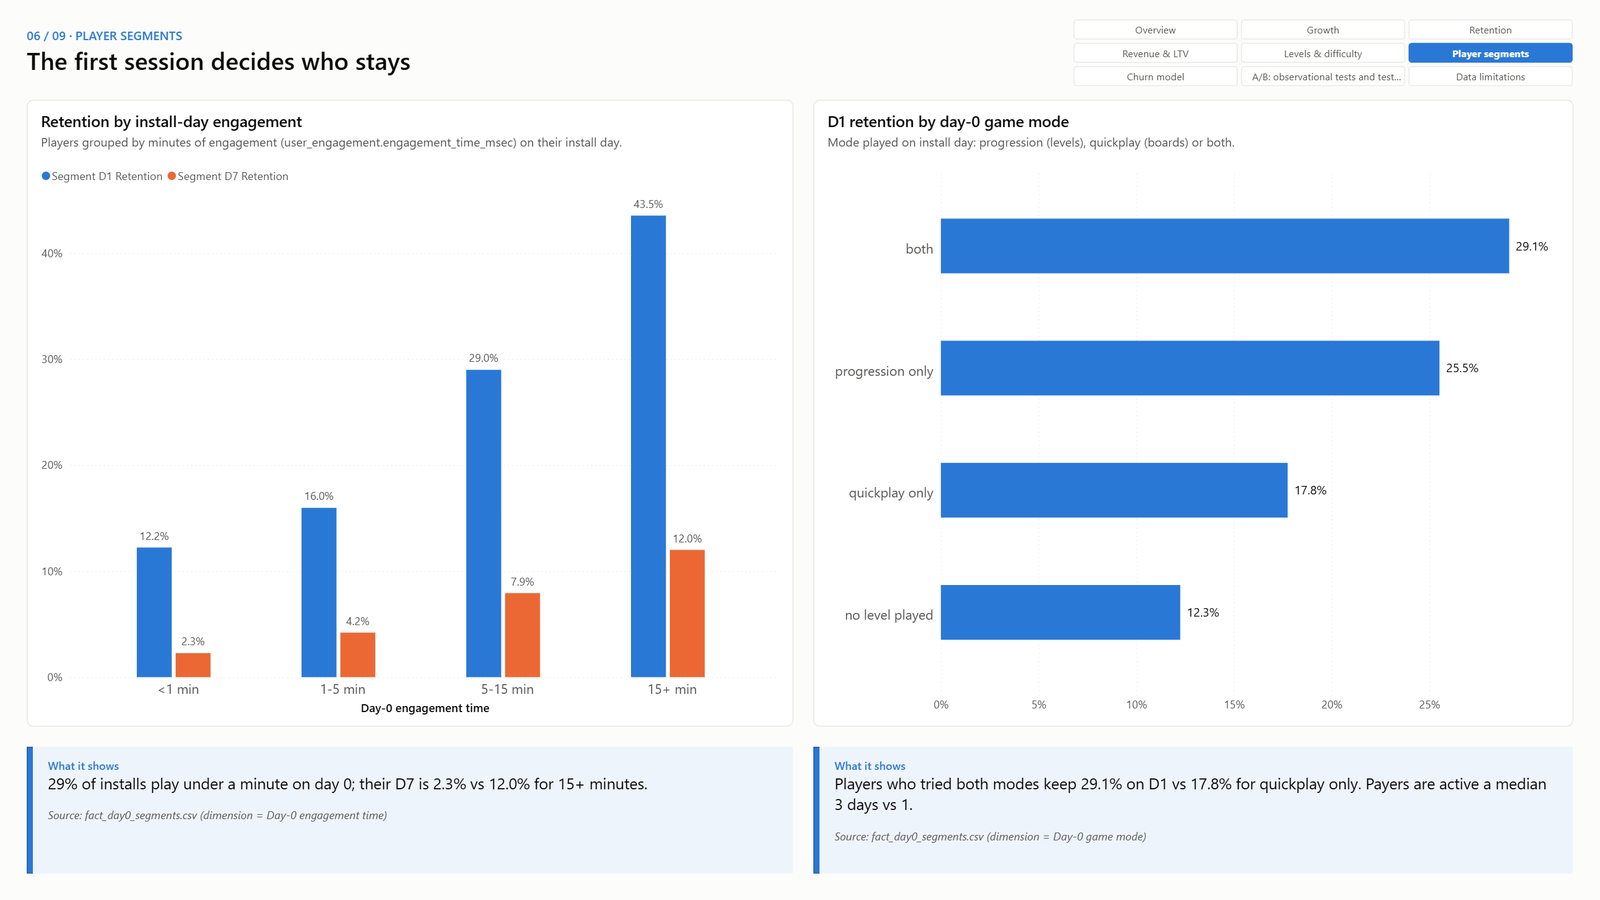 06 / 09 · PLAYER SEGMENTS
The first session decides who stays
Overview
Growth
Retention
Revenue & LTV
Levels & difficulty
Player segments
Churn model
A/B: observational tests and test...
Data limitations
Retention by install-day engagement
Players grouped by minutes of engagement (user_engagement.engagement_time_msec) on their install day.
Segment D1 Retention Segment D7 Retention
40%
30%
20%
10%
0%
12.2%
2.3%
16.0%
4.2%
29.0%
7.9%
43.5%
12.0%
<1 min
1-5 min
5-15 min
15+ min
Day-0 engagement time
D1 retention by day-0 game mode
Mode played on install day: progression (levels), quickplay (boards) or both.
both
29.1%
progression only
25.5%
quickplay only
17.8%
no level played
12.3%
0%
5%
10%
15%
20%
25%
What it shows
29% of installs play under a minute on day 0; their D7 is 2.3% vs 12.0% for 15+ minutes.
Source: fact_day0_segments.csv (dimension = Day-0 engagement time)
What it shows
Players who tried both modes keep 29.1% on D1 vs 17.8% for quickplay only. Payers are active a median
3 days vs 1.
Source: fact_day0_segments.csv (dimension = Day-0 game mode)